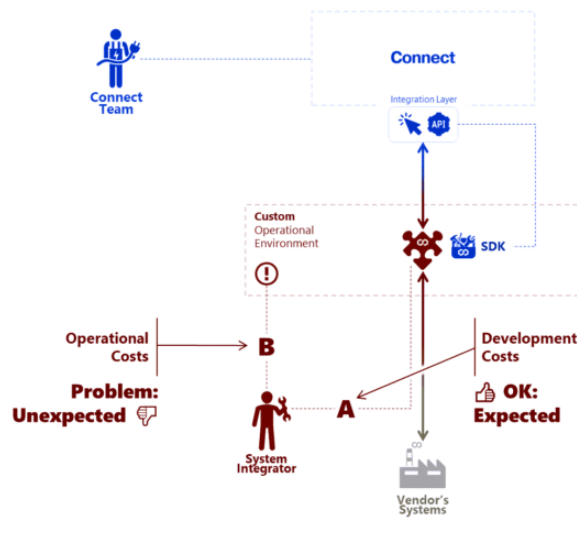 Connect
Connect
Team
Integration Layer
API
Custom
Operational
Environment
SDK
Operational
Costs
B
Development
Costs
Problem:
Unexpected
A
OK:
Expected
System
Integrator
Vendor's
Systems